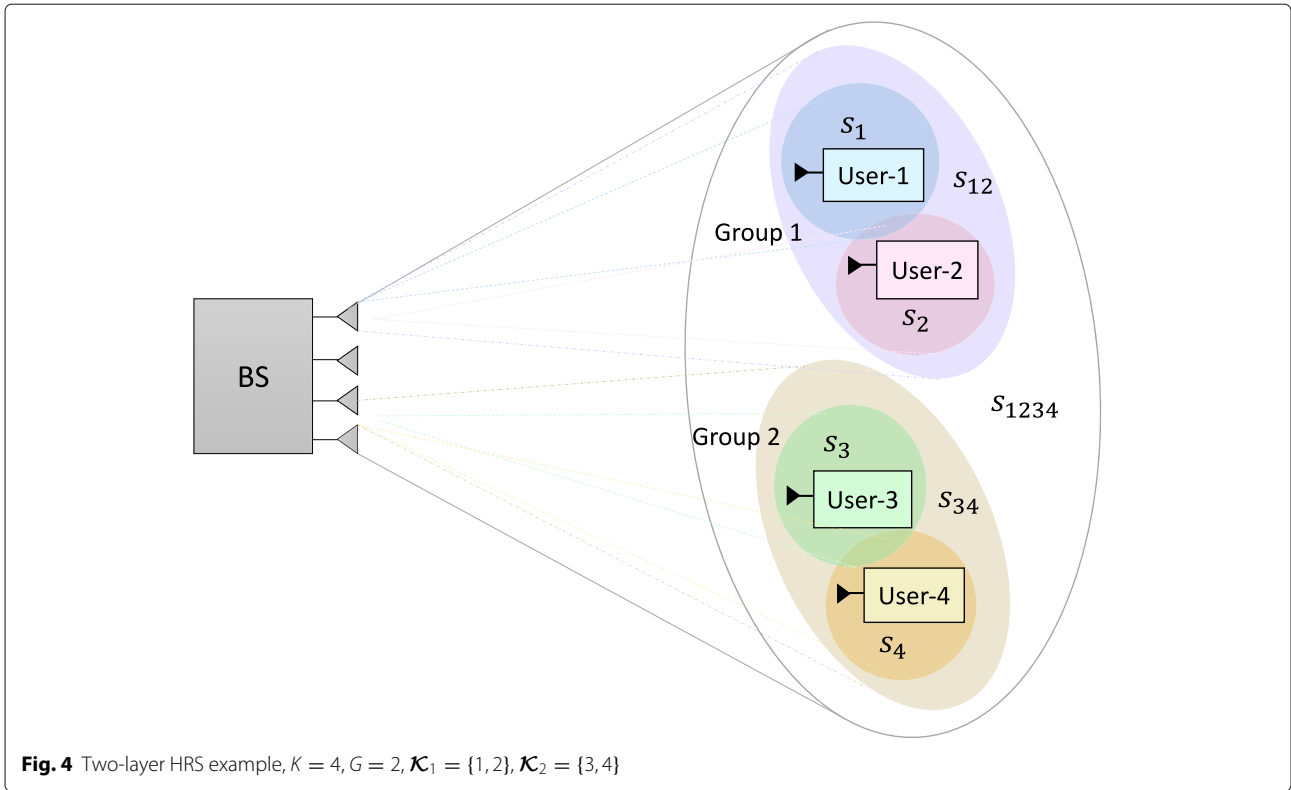 s₁
User-1
s₁₂
Group 1
User-2
s₂
BS
s₁₂₃₄
Group 2
s₃
User-3
s₃₄
User-4
s₄
Fig. 4 Two-layer HRS example, K = 4, G = 2, 𝓚₁ = {1, 2}, 𝓚₂ = {3, 4}